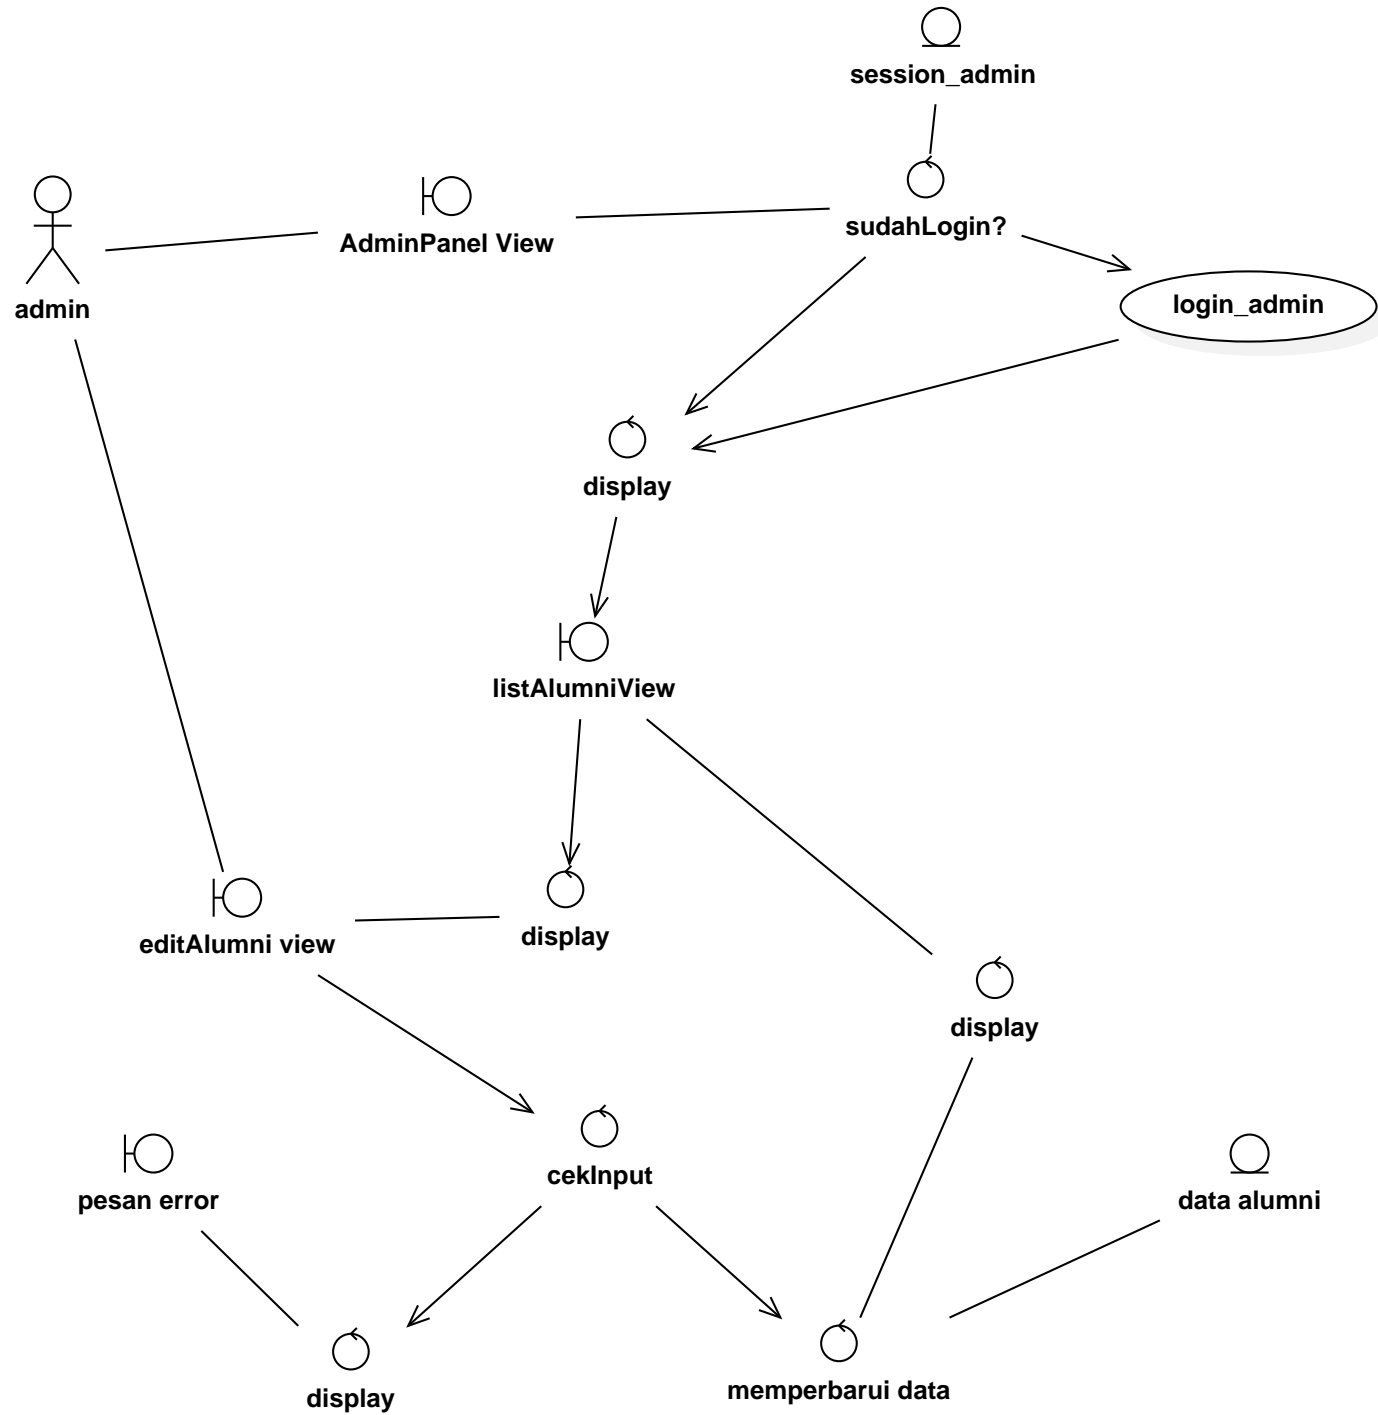 session_admin
sudahLogin?
AdminPanel View
login_admin
admin
display
listAlumniView
display
editAlumni view
display
cekInput
pesan error
data alumni
memperbarui data
display